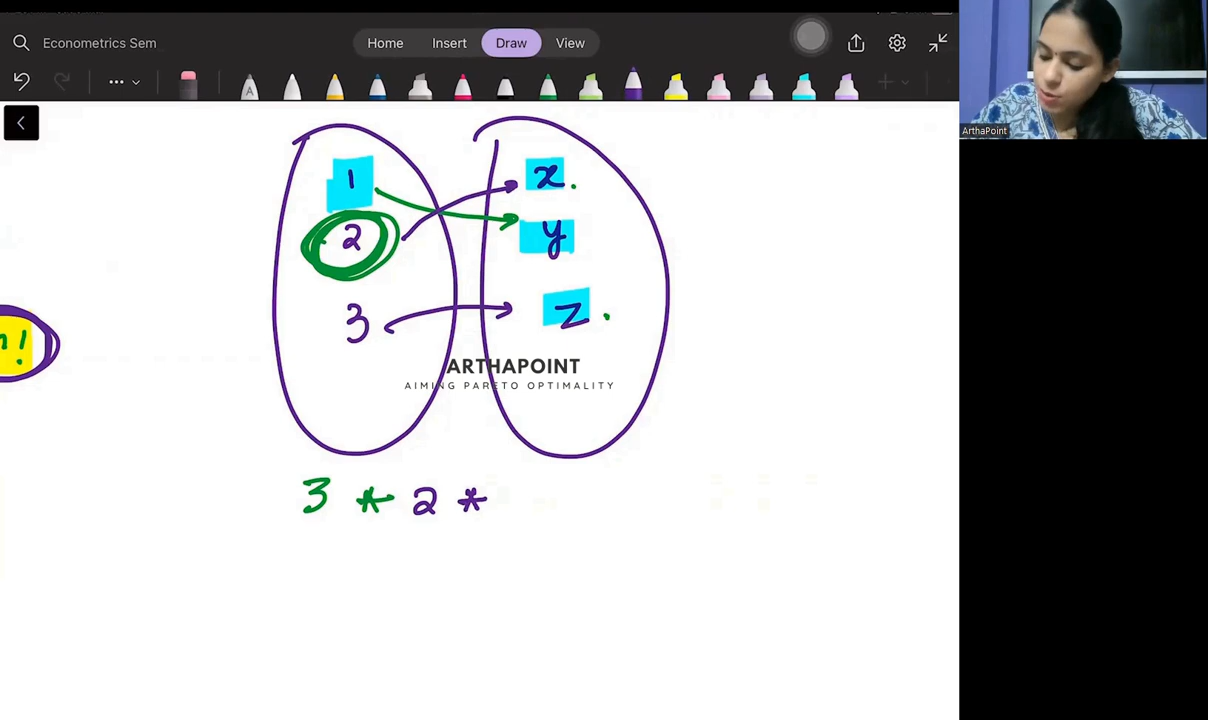 Econometrics Sem
Home Insert Draw View
A
ArthaPoint
1 x .
2 y
3 z .
!
ARTHAPOINT
AIMING PARETO OPTIMALITY
3 * 2 *